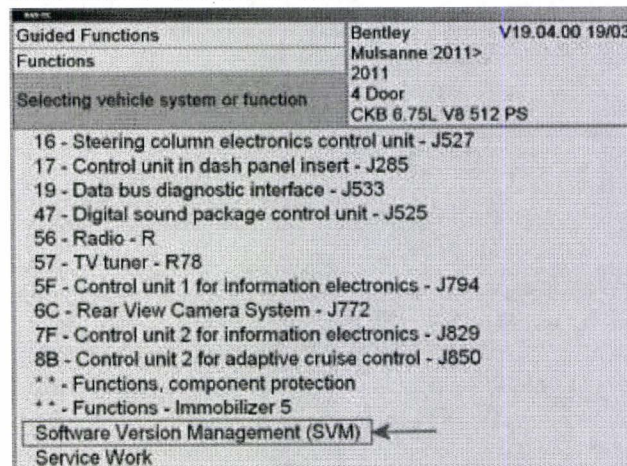 Guided Functions
Functions
Selecting vehicle system or function
Bentley V19.04.00 19/03
Mulsanne 2011>
2011
4 Door
CKB 6.75L V8 512 PS
16 - Steering column electronics control unit - J527
17 - Control unit in dash panel insert - J285
19 - Data bus diagnostic interface - J533
47 - Digital sound package control unit - J525
56 - Radio - R
57 - TV tuner - R78
5F - Control unit 1 for information electronics - J794
6C - Rear View Camera System - J772
7F - Control unit 2 for information electronics - J829
8B - Control unit 2 for adaptive cruise control - J850
* * - Functions, component protection
* * - Functions - Immobilizer 5
Software Version Management (SVM)
Service Work